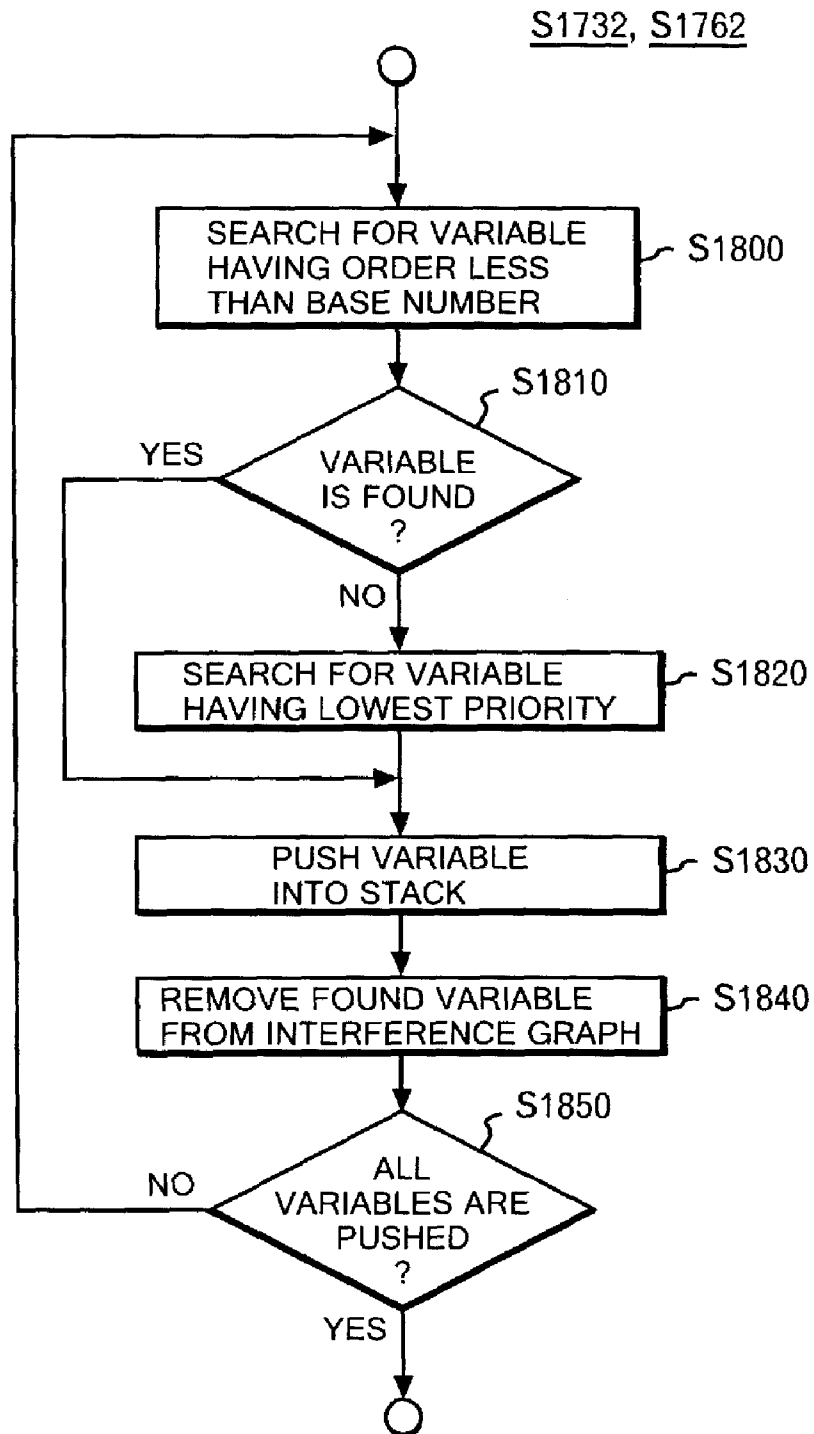 S1732, S1762
SEARCH FOR VARIABLE
HAVING ORDER LESS
THAN BASE NUMBER
S1800
S1810
YES
VARIABLE
IS FOUND
?
NO
SEARCH FOR VARIABLE
HAVING LOWEST PRIORITY
S1820
PUSH VARIABLE
INTO STACK
S1830
REMOVE FOUND VARIABLE
FROM INTERFERENCE GRAPH
S1840
S1850
NO
ALL
VARIABLES ARE
PUSHED
?
YES